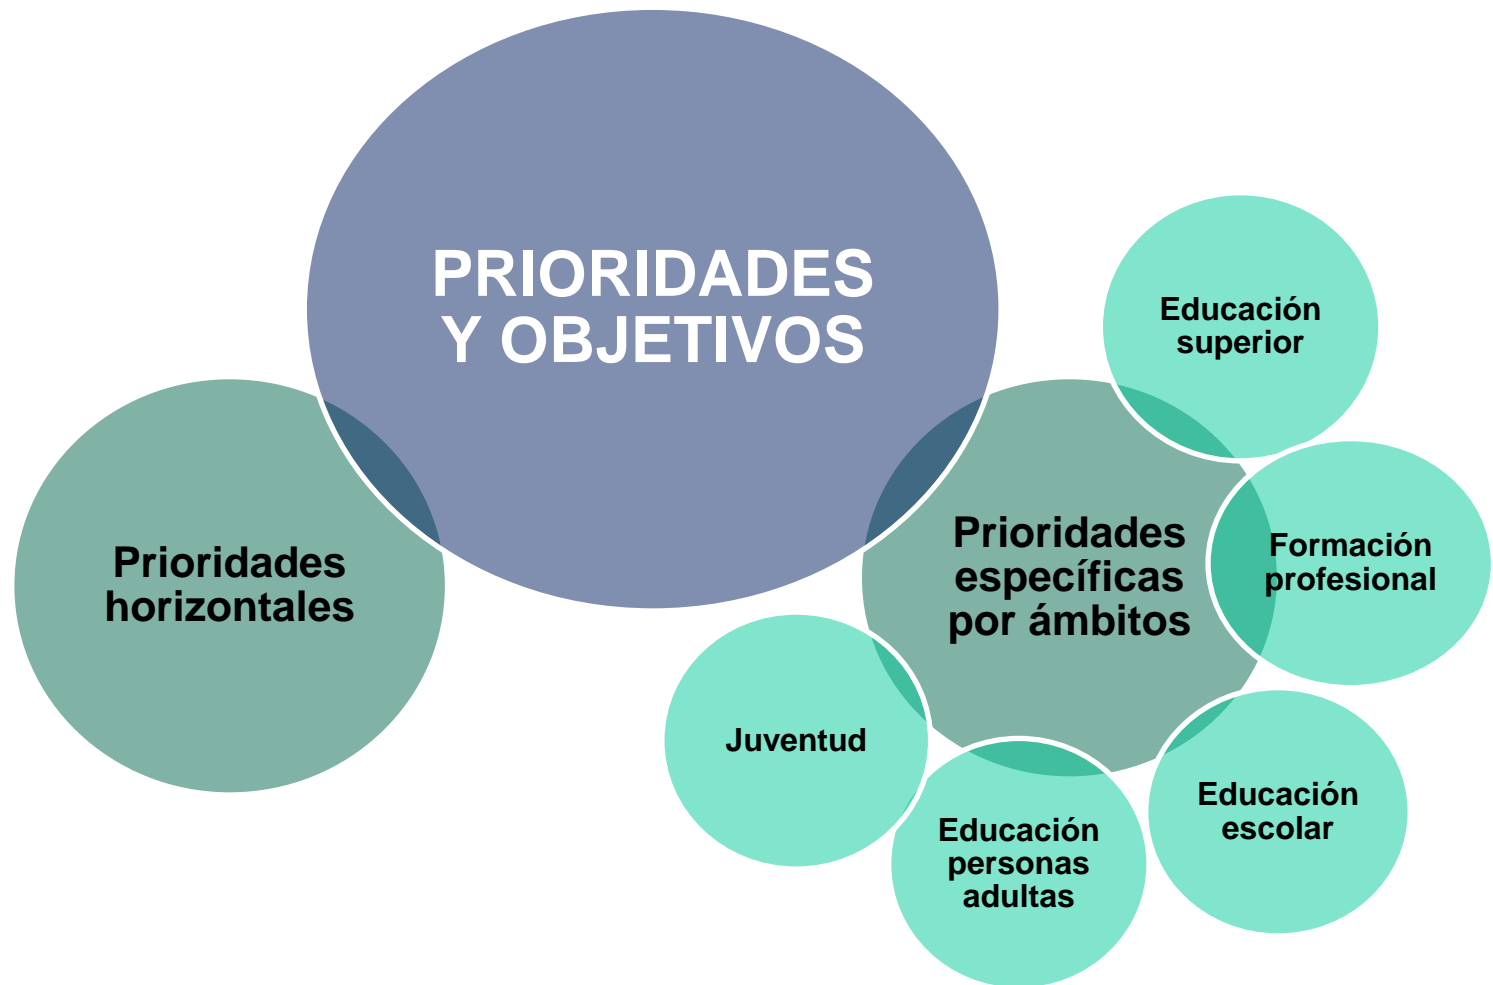 PRIORIDADES
Y OBJETIVOS
Prioridades
horizontales
Prioridades
específicas
por ámbitos
Educación
superior
Formación
profesional
Educación
escolar
Educación
personas
adultas
Juventud